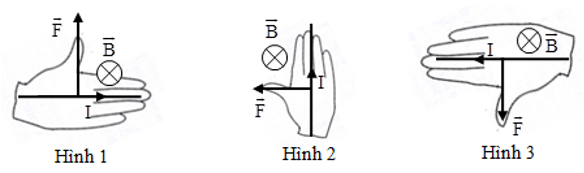 F B I
Hình 1
B F I
Hình 2
I B F
Hình 3